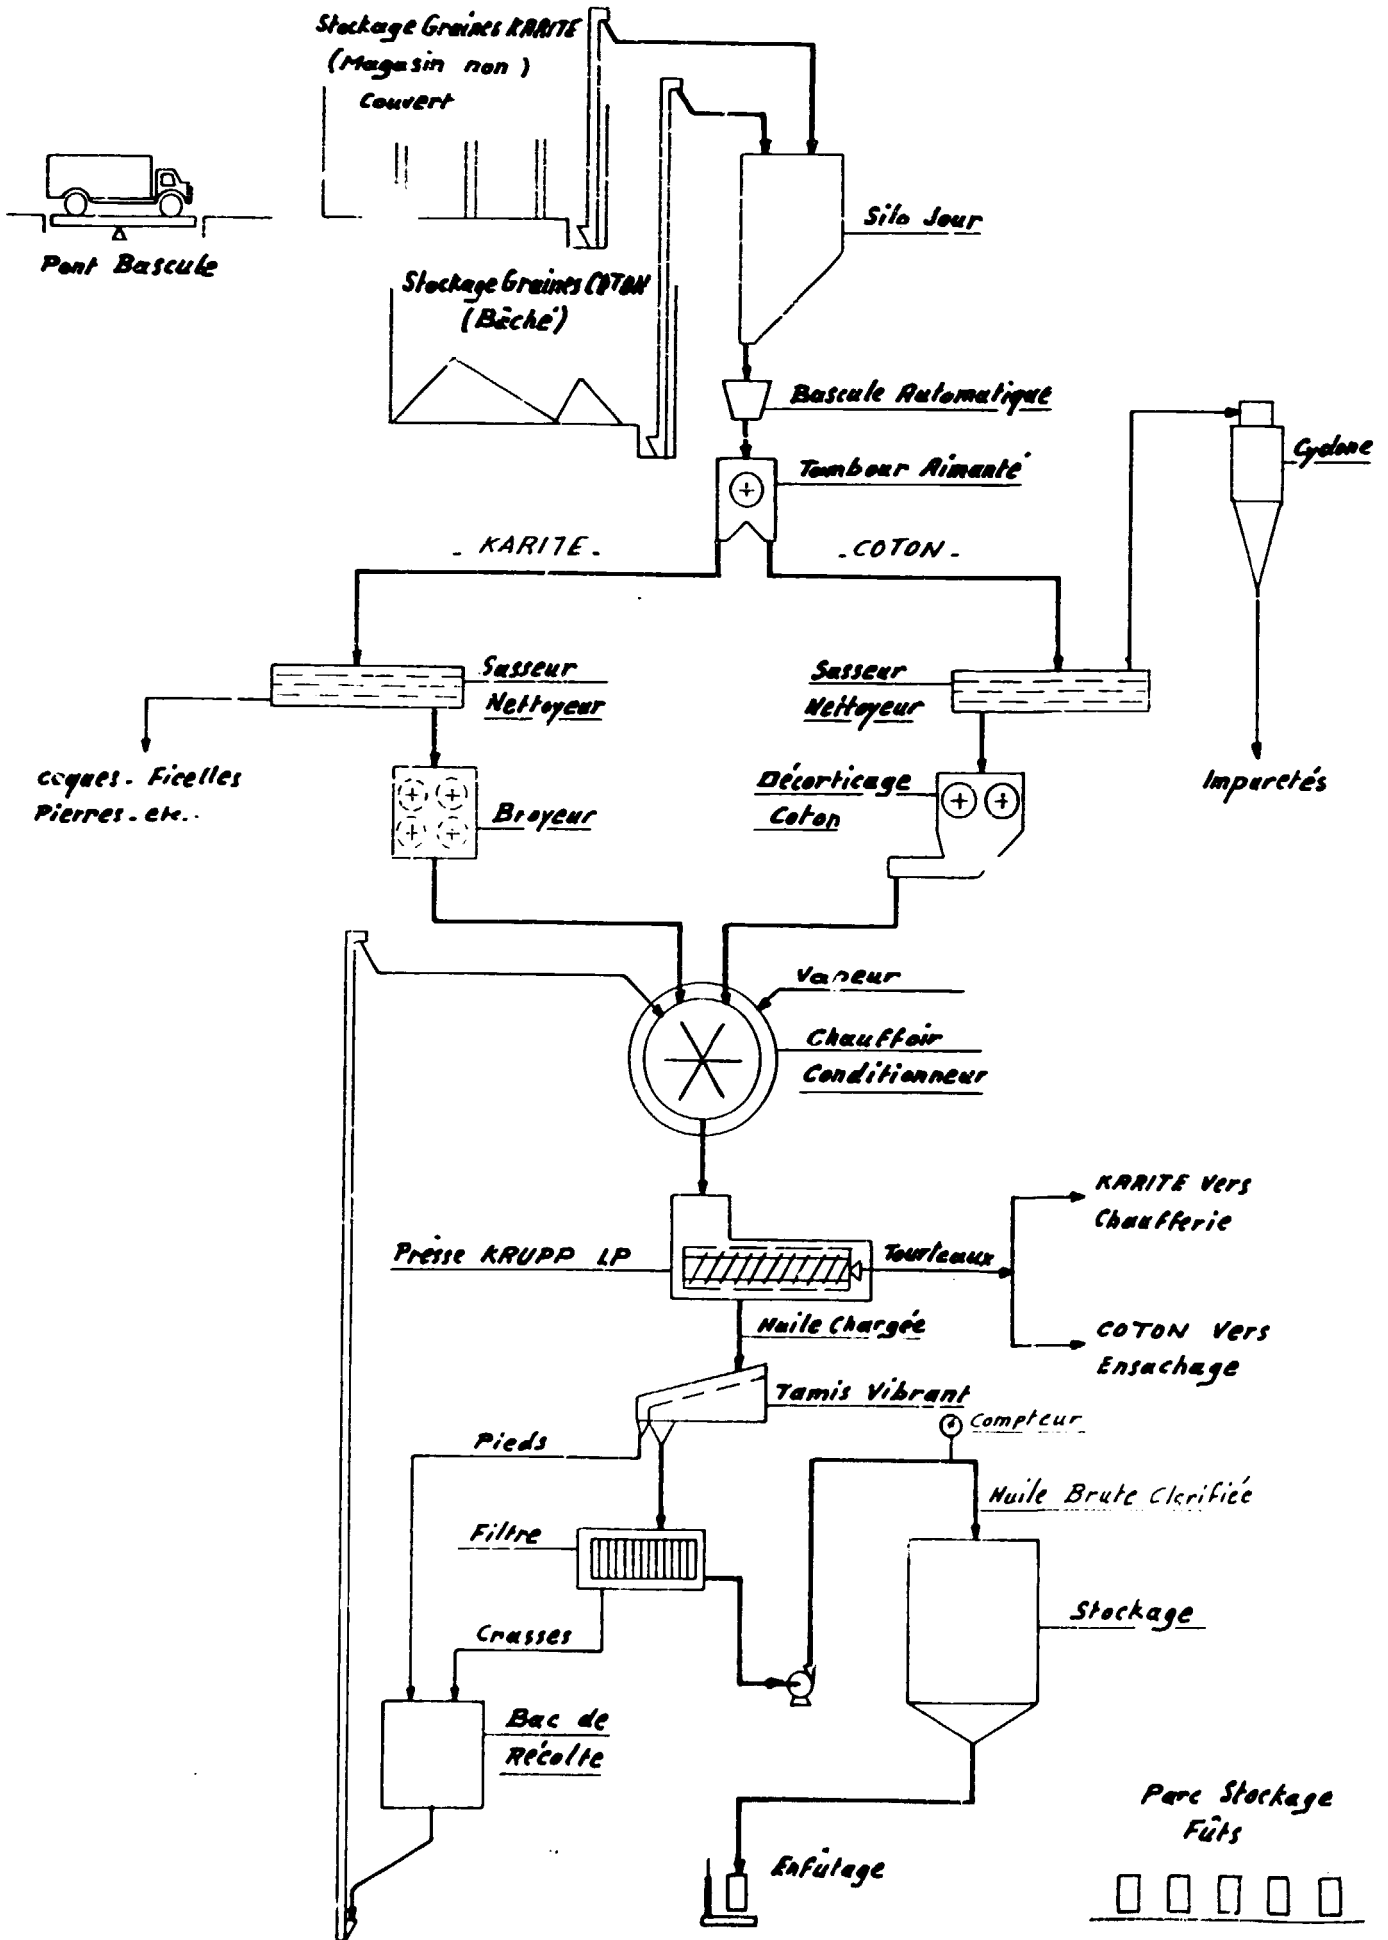 Stockage Graines KARITE
(Magasin non)
Couvert
Pont Bascule
Stockage Graines COTON
(Bâché)
Silo Jour
Bascule Automatique
Tambour Aimanté
Cyclone
- KARITE -
- COTON -
Sasseur
Nettoyeur
Sasseur
Nettoyeur
coques - Ficelles
Pierres - etc..
Broyeur
Décorticage
Coton
Impuretés
Vapeur
Chauffoir
Conditionneur
KARITE Vers
Chaufferie
Presse KRUPP LP
Tourteaux
Huile Chargée
COTON Vers
Ensachage
Tamis Vibrant
Compteur
Pieds
Huile Brute Clarifiée
Filtre
Stockage
Crasses
Bac de
Récolte
Parc Stockage
Fûts
Enfûtage